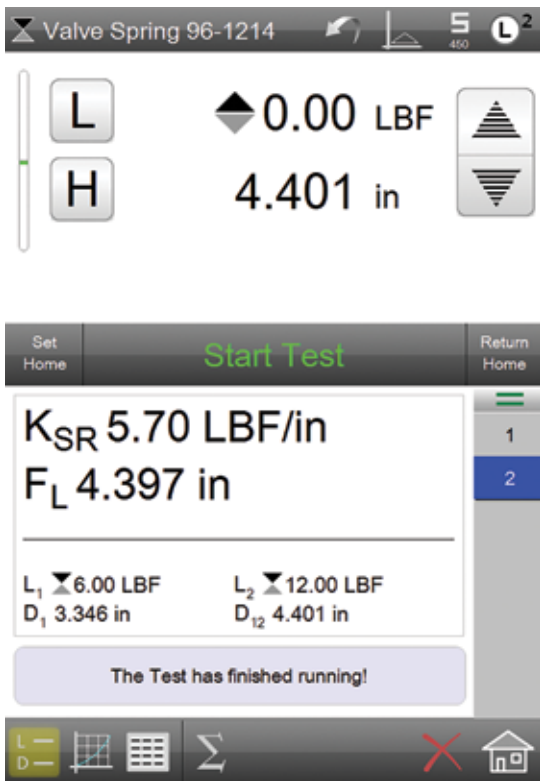 Valve Spring 96-1214 5 450 L2
L 0.00 LBF
H 4.401 in
Set Home Start Test Return Home
KSR 5.70 LBF/in
1
FL 4.397 in
2
L1 6.00 LBF L2 12.00 LBF
D1 3.346 in D12 4.401 in
The Test has finished running!
L
D
Σ